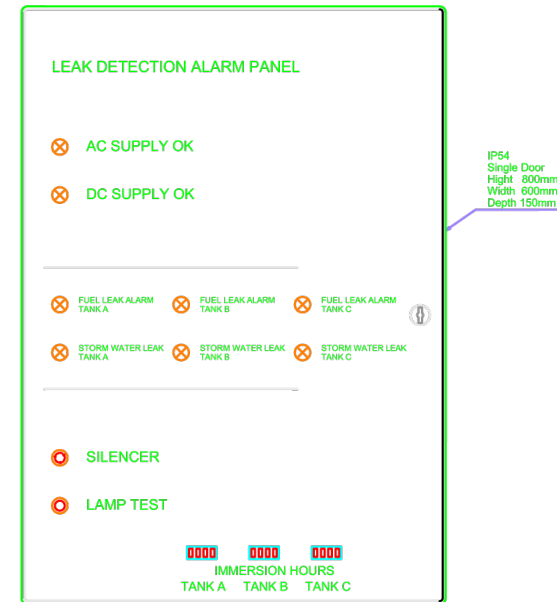 LEAK DETECTION ALARM PANEL
AC SUPPLY OK
DC SUPPLY OK
IP54
Single Door
Hight 800mm
Width 600mm
Depth 150mm
FUEL LEAK ALARM
TANK A
FUEL LEAK ALARM
TANK B
FUEL LEAK ALARM
TANK C
STORM WATER LEAK
TANK A
STORM WATER LEAK
TANK B
STORM WATER LEAK
TANK C
SILENCER
LAMP TEST
0000 0000 0000
IMMERSION HOURS
TANK A TANK B TANK C